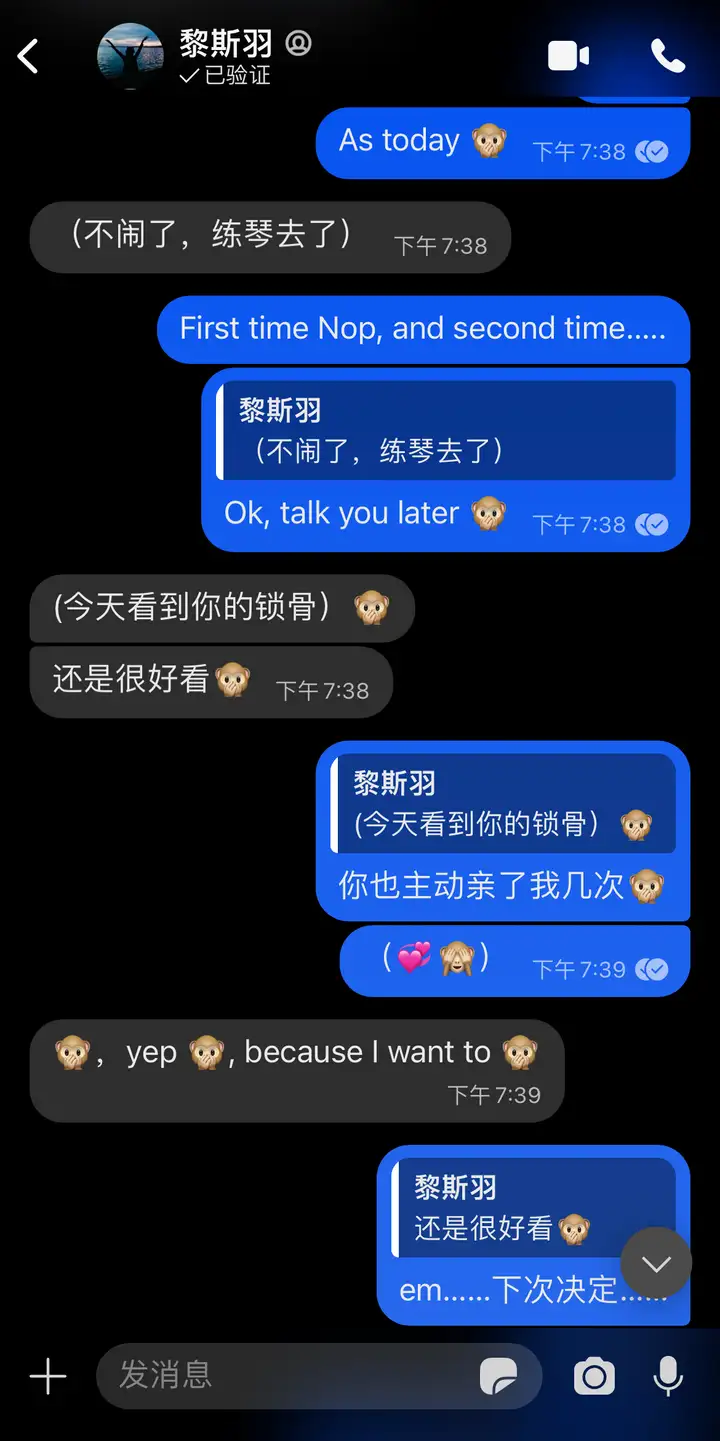 黎斯羽
已验证
As today 🙊 下午 7:38
（不闹了，练琴去了） 下午 7:38
First time Nop, and second time.....
黎斯羽
（不闹了，练琴去了）
Ok, talk you later 🙊 下午 7:38
(今天看到你的锁骨）🙊
还是很好看🙊 下午 7:38
黎斯羽
(今天看到你的锁骨）🙊
你也主动亲了我几次🙊
（💞🙈） 下午 7:39
🙊，yep 🙊, because I want to 🙊
下午 7:39
黎斯羽
还是很好看🙊
em……下次决定……
发消息